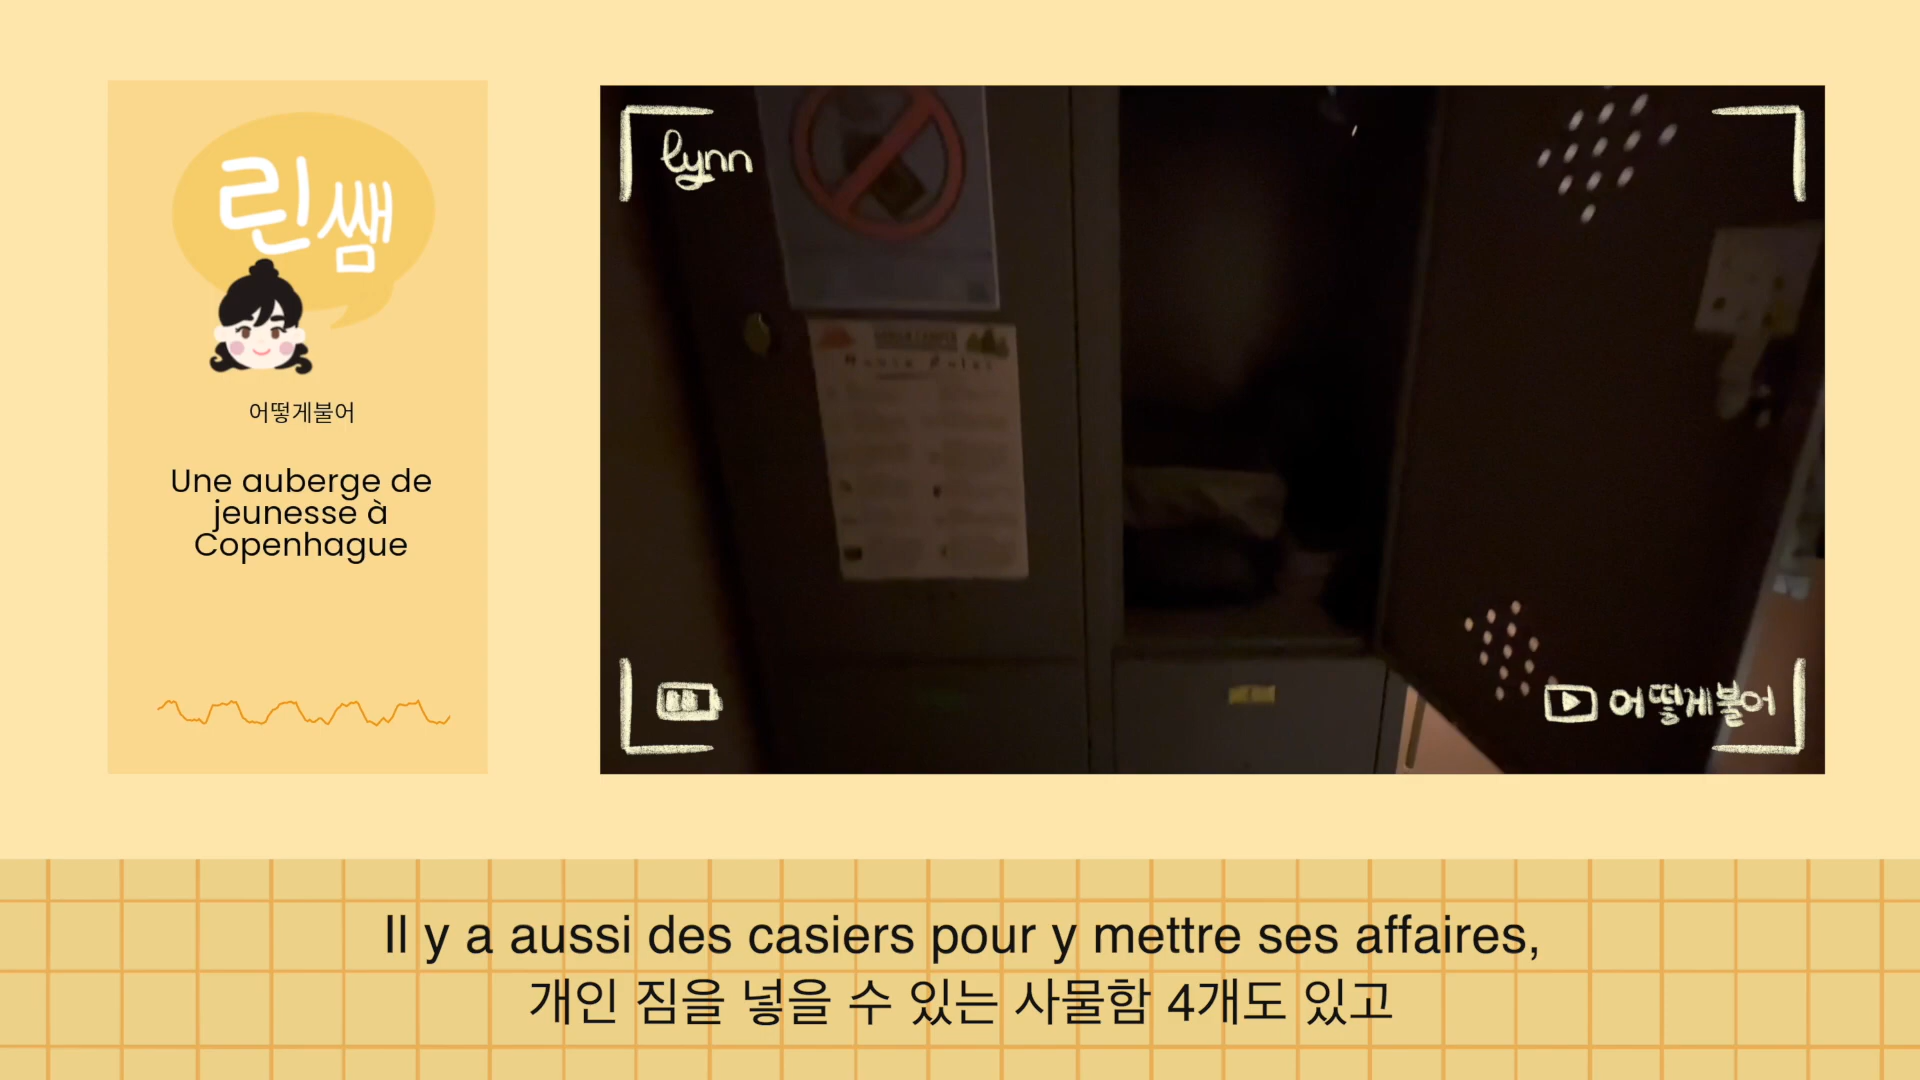 린쌤
어떻게불어
Une auberge de
jeunesse à
Copenhague
lynn
House Rules
어떻게불어
Il y a aussi des casiers pour y mettre ses affaires,
개인 짐을 넣을 수 있는 사물함 4개도 있고